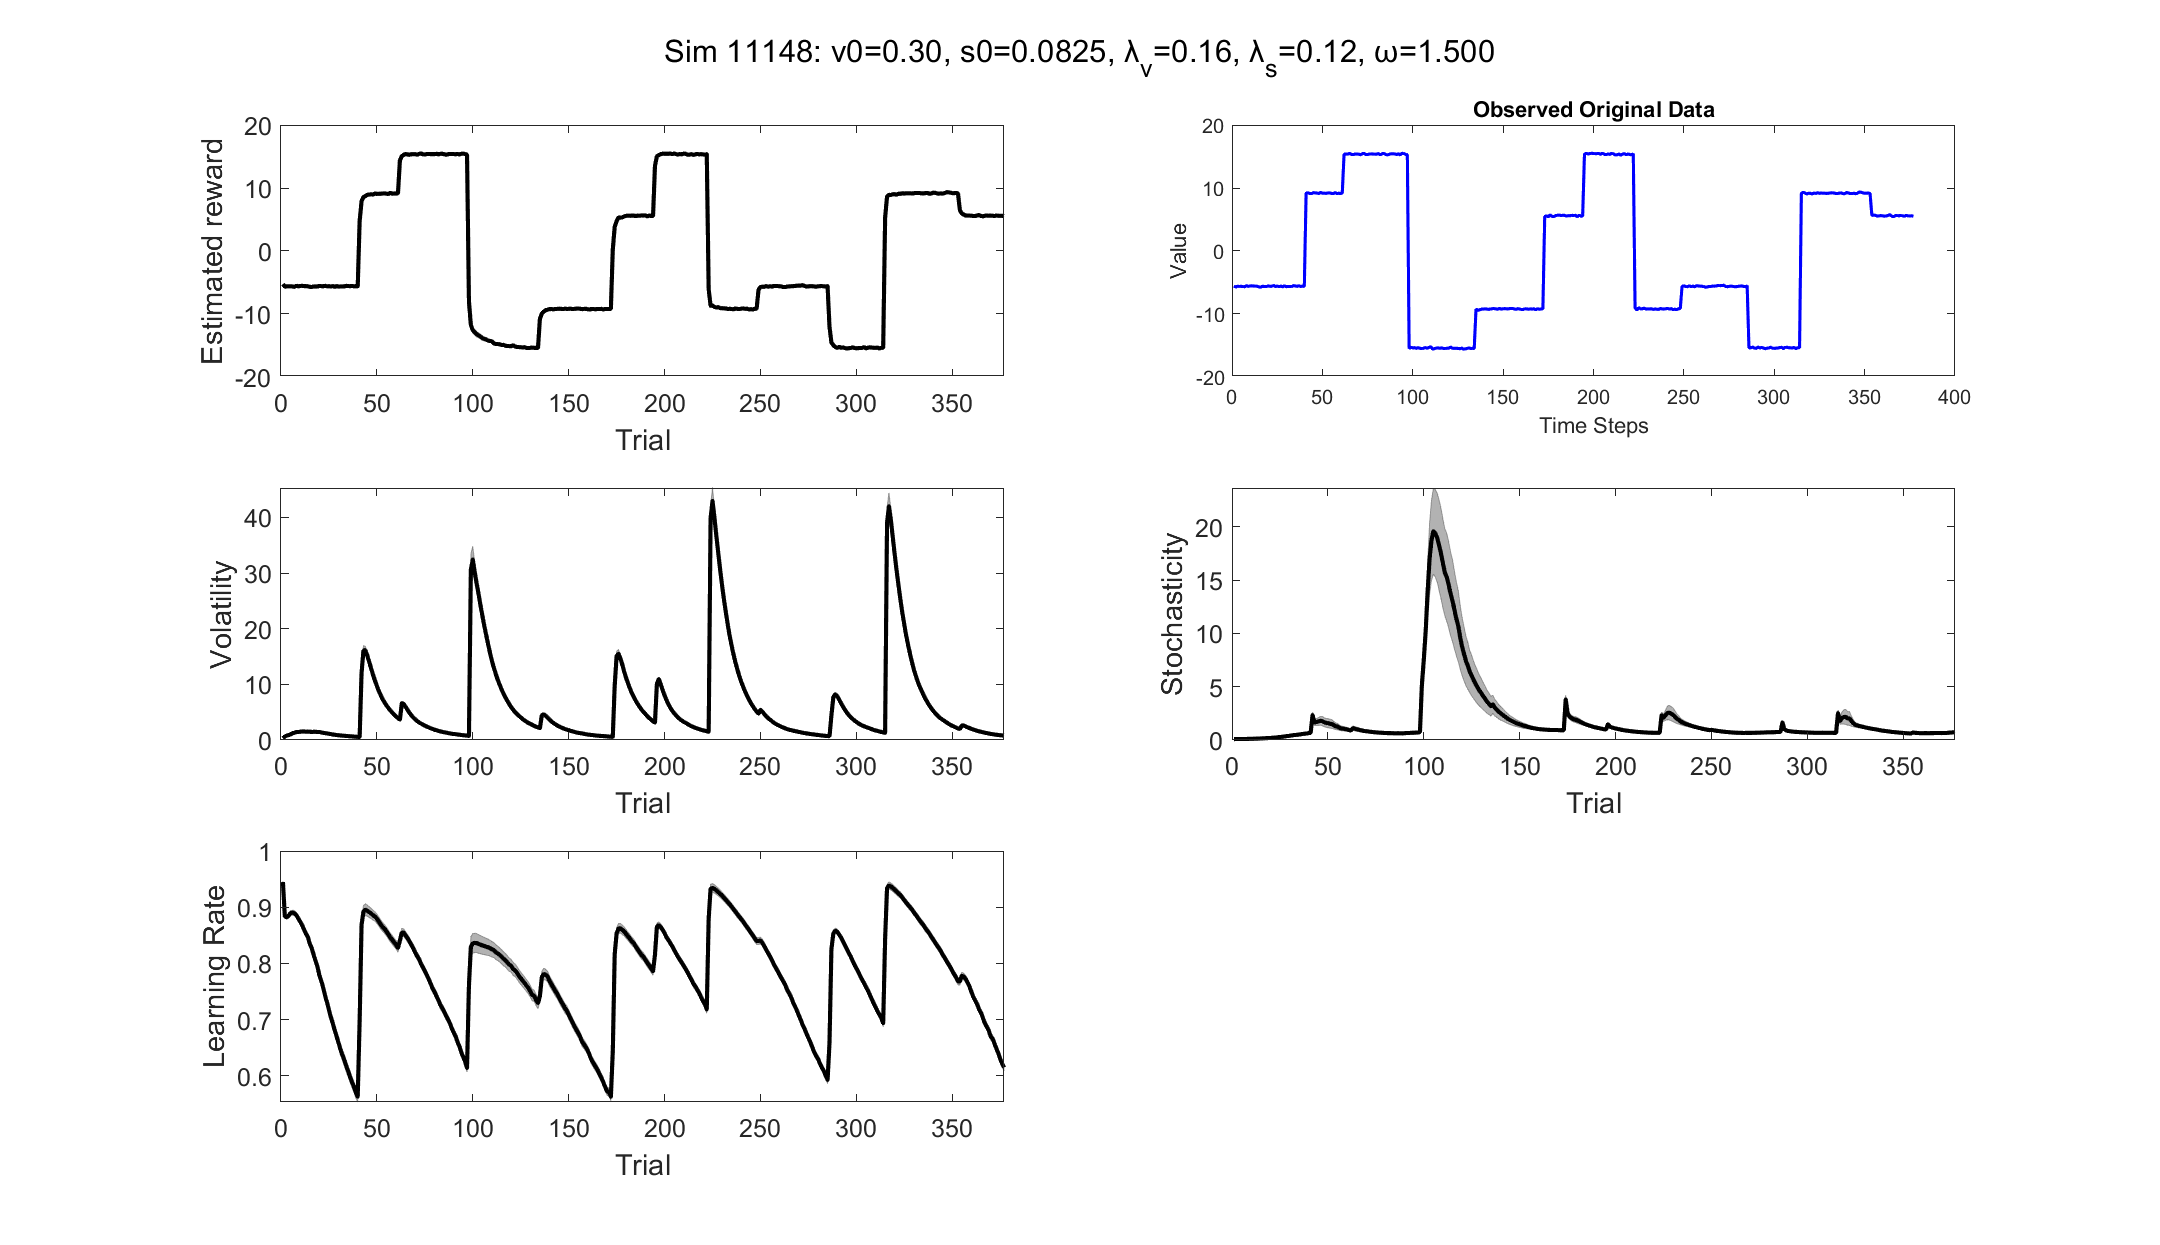 Sim 11148: v0=0.30, s0=0.0825, λ_v=0.16, λ_s=0.12, ω=1.500
Estimated reward
20
10
0
-10
-20
0 50 100 150 200 250 300 350
Trial
Observed Original Data
Value
20
10
0
-10
-20
0 50 100 150 200 250 300 350 400
Time Steps
Volatility
40
30
20
10
0
0 50 100 150 200 250 300 350
Trial
Stochasticity
20
15
10
5
0
0 50 100 150 200 250 300 350
Trial
Learning Rate
1
0.9
0.8
0.7
0.6
0 50 100 150 200 250 300 350
Trial